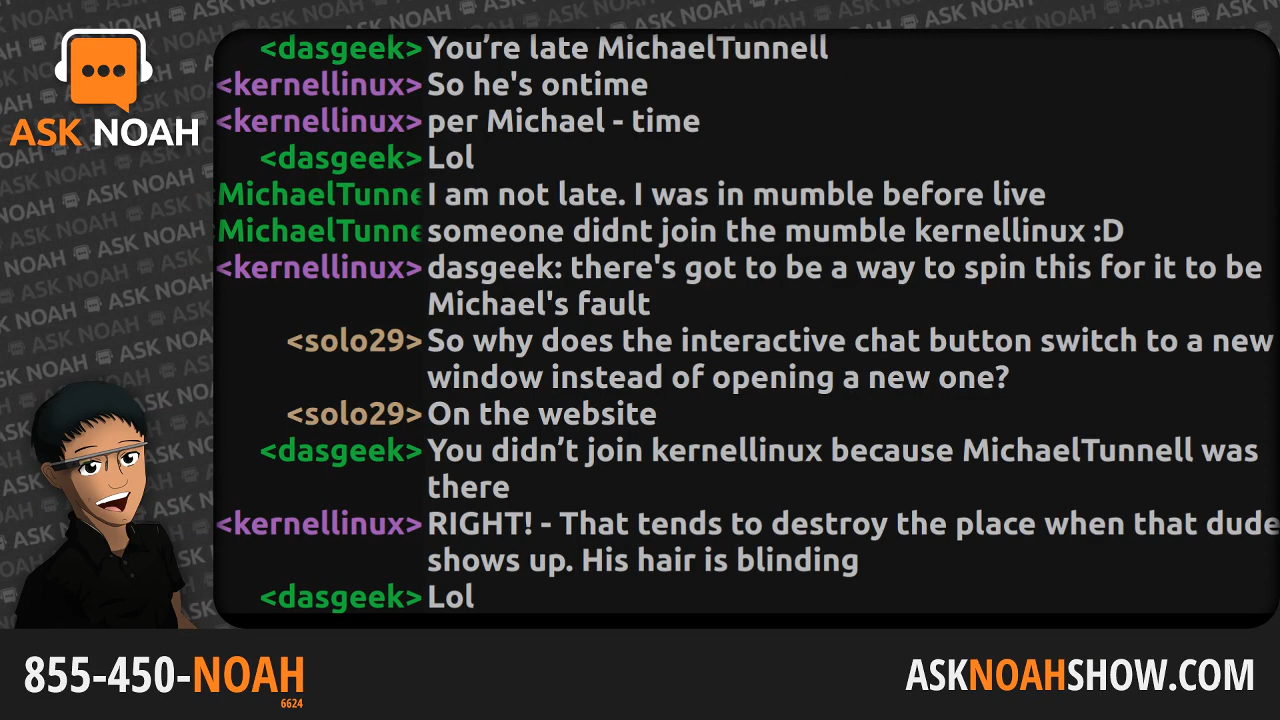 ASK NOAH
<dasgeek> You’re late MichaelTunnell
<kernellinux> So he's ontime
<kernellinux> per Michael - time
<dasgeek> Lol
MichaelTunne I am not late. I was in mumble before live
MichaelTunne someone didnt join the mumble kernellinux :D
<kernellinux> dasgeek: there's got to be a way to spin this for it to be
Michael's fault
<solo29> So why does the interactive chat button switch to a new
window instead of opening a new one?
<solo29> On the website
<dasgeek> You didn’t join kernellinux because MichaelTunnell was
there
<kernellinux> RIGHT! - That tends to destroy the place when that dude
shows up. His hair is blinding
<dasgeek> Lol
855-450-NOAH
6624
ASKNOAHSHOW.COM